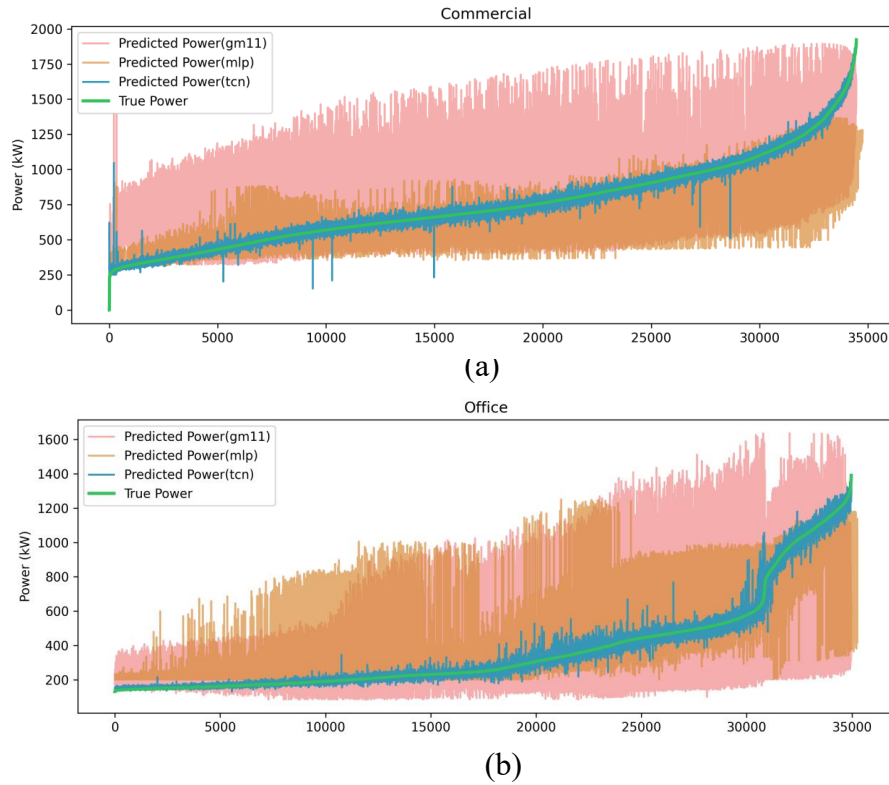 Commercial
2000
1750
1500
1250
1000
750
500
250
0
Power (kW)
Predicted Power(gm11)
Predicted Power(mlp)
Predicted Power(tcn)
True Power
0 5000 10000 15000 20000 25000 30000 35000
(a)
Office
1600
1400
1200
1000
800
600
400
200
Power (kW)
Predicted Power(gm11)
Predicted Power(mlp)
Predicted Power(tcn)
True Power
0 5000 10000 15000 20000 25000 30000 35000
(b)